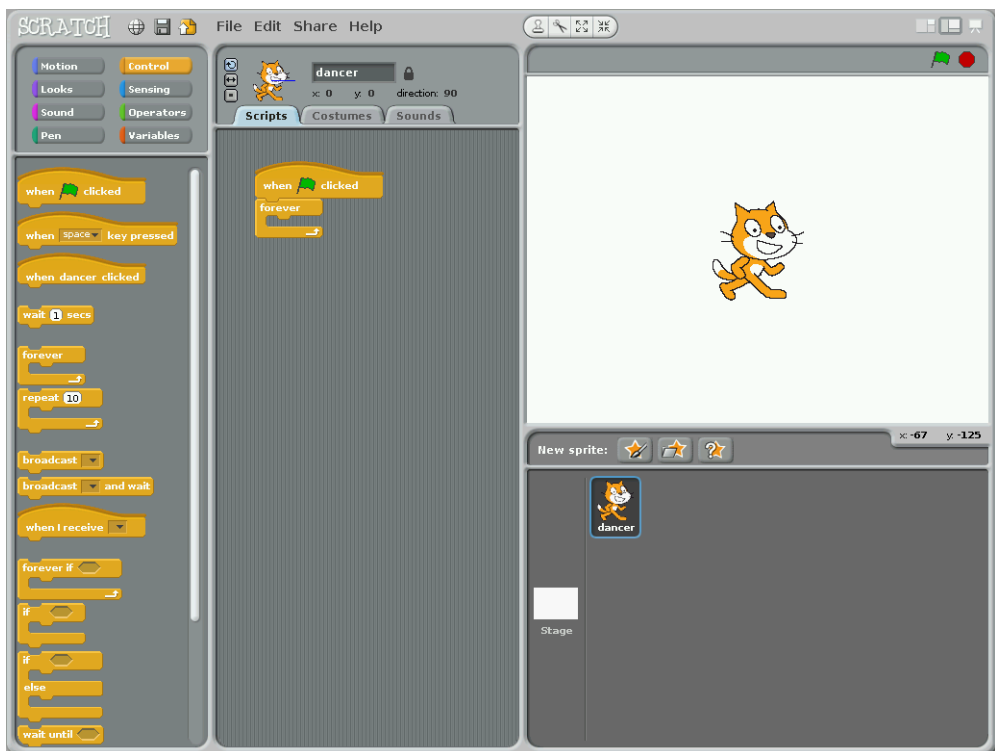 SCRATCH File Edit Share Help
Motion Control
Looks Sensing
Sound Operators
Pen Variables
when clicked
when space key pressed
when dancer clicked
wait 1 secs
forever
repeat 10
broadcast
broadcast and wait
when I receive
forever if
if
if
else
wait until
dancer
x: 0 y: 0 direction: 90
Scripts Costumes Sounds
when clicked
forever
x: -67 y: -125
New sprite:
dancer
Stage